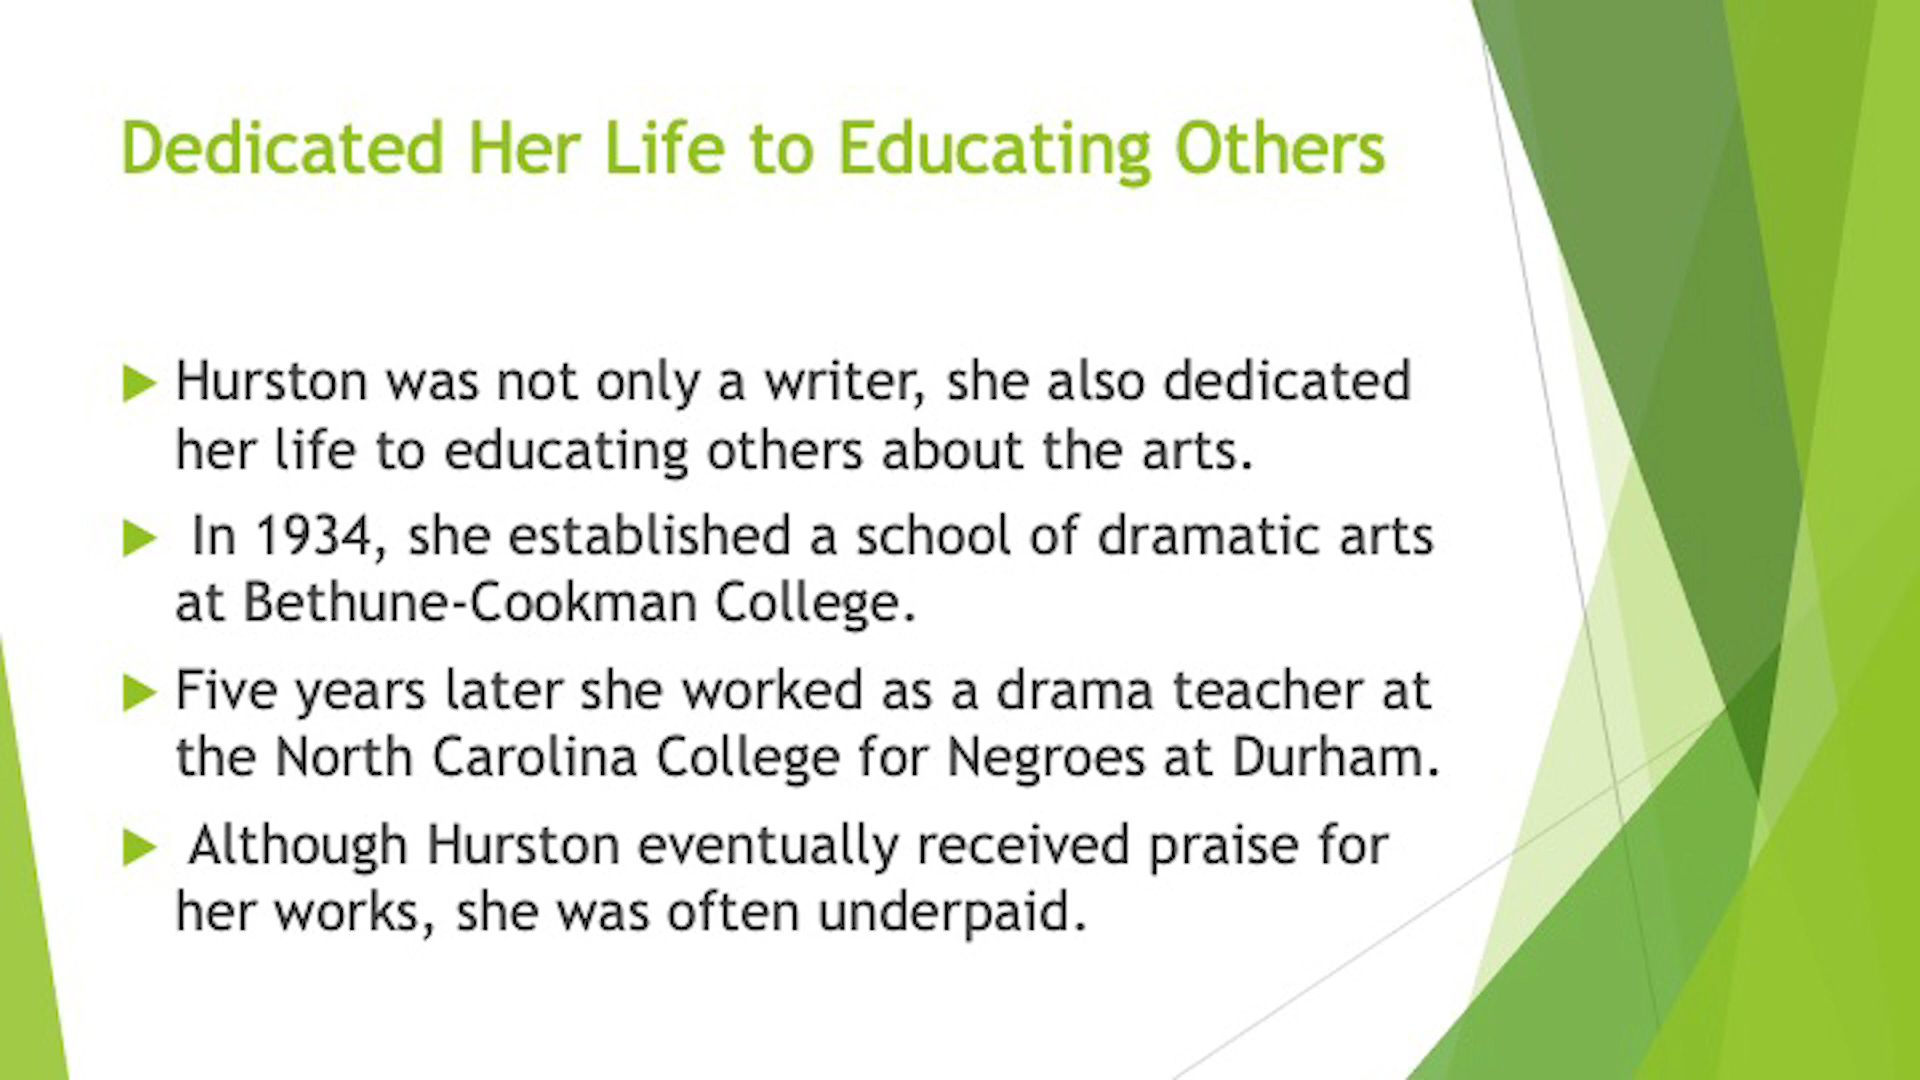 Dedicated Her Life to Educating Others
Hurston was not only a writer, she also dedicated
her life to educating others about the arts.
In 1934, she established a school of dramatic arts
at Bethune-Cookman College.
Five years later she worked as a drama teacher at
the North Carolina College for Negroes at Durham.
Although Hurston eventually received praise for
her works, she was often underpaid.